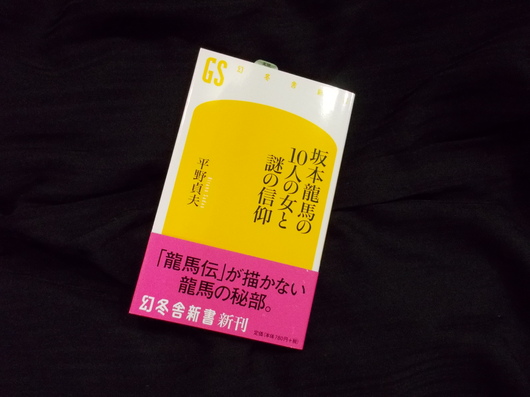 GS
幻冬舎新
坂本龍馬の
10人の女と
謎の信仰
平野貞夫
「龍馬伝」が描かない
龍馬の秘部。
幻冬舎新書 新刊